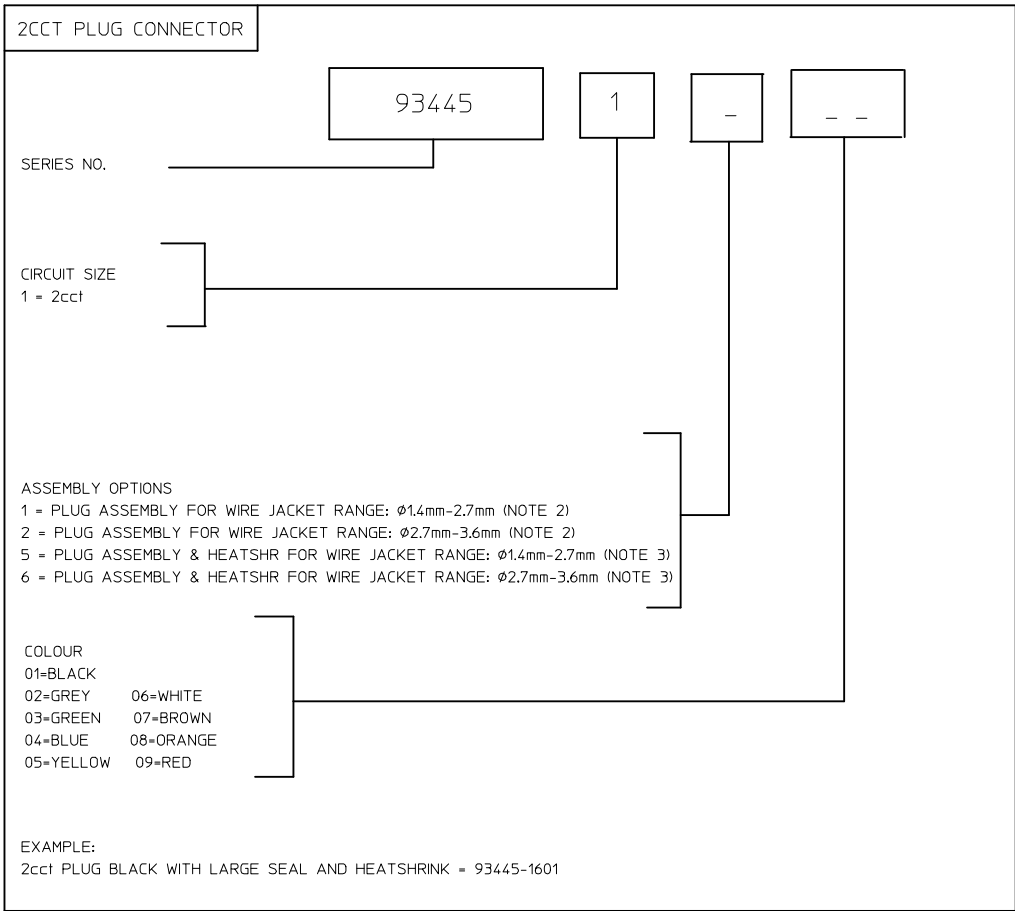 2CCT PLUG CONNECTOR
93445 1 _ _ _
SERIES NO.
CIRCUIT SIZE
1 = 2cct
ASSEMBLY OPTIONS
1 = PLUG ASSEMBLY FOR WIRE JACKET RANGE: Ø1.4mm-2.7mm (NOTE 2)
2 = PLUG ASSEMBLY FOR WIRE JACKET RANGE: Ø2.7mm-3.6mm (NOTE 2)
5 = PLUG ASSEMBLY & HEATSHR FOR WIRE JACKET RANGE: Ø1.4mm-2.7mm (NOTE 3)
6 = PLUG ASSEMBLY & HEATSHR FOR WIRE JACKET RANGE: Ø2.7mm-3.6mm (NOTE 3)
COLOUR
01=BLACK
02=GREY 06=WHITE
03=GREEN 07=BROWN
04=BLUE 08=ORANGE
05=YELLOW 09=RED
EXAMPLE:
2cct PLUG BLACK WITH LARGE SEAL AND HEATSHRINK = 93445-1601